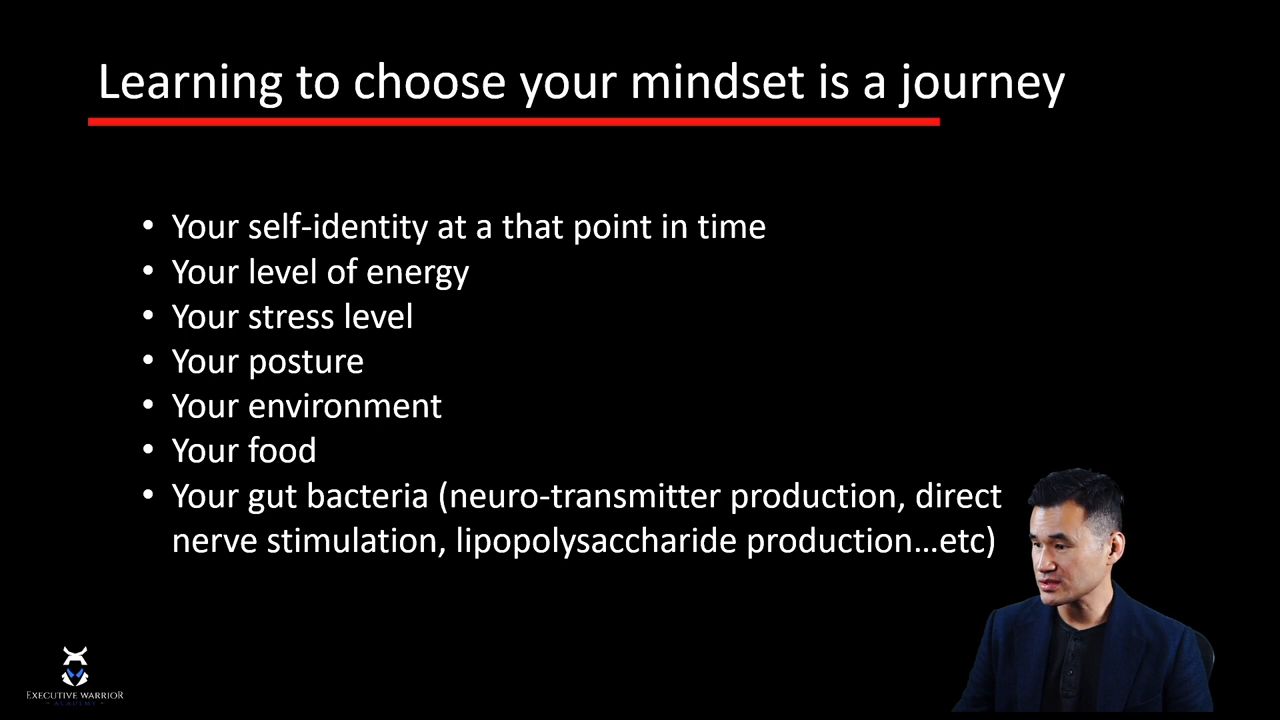 Learning to choose your mindset is a journey
• Your self-identity at a that point in time
• Your level of energy
• Your stress level
• Your posture
• Your environment
• Your food
• Your gut bacteria (neuro-transmitter production, direct
nerve stimulation, lipopolysaccharide production...etc)
EXECUTIVE WARRIOR
ACADEMY